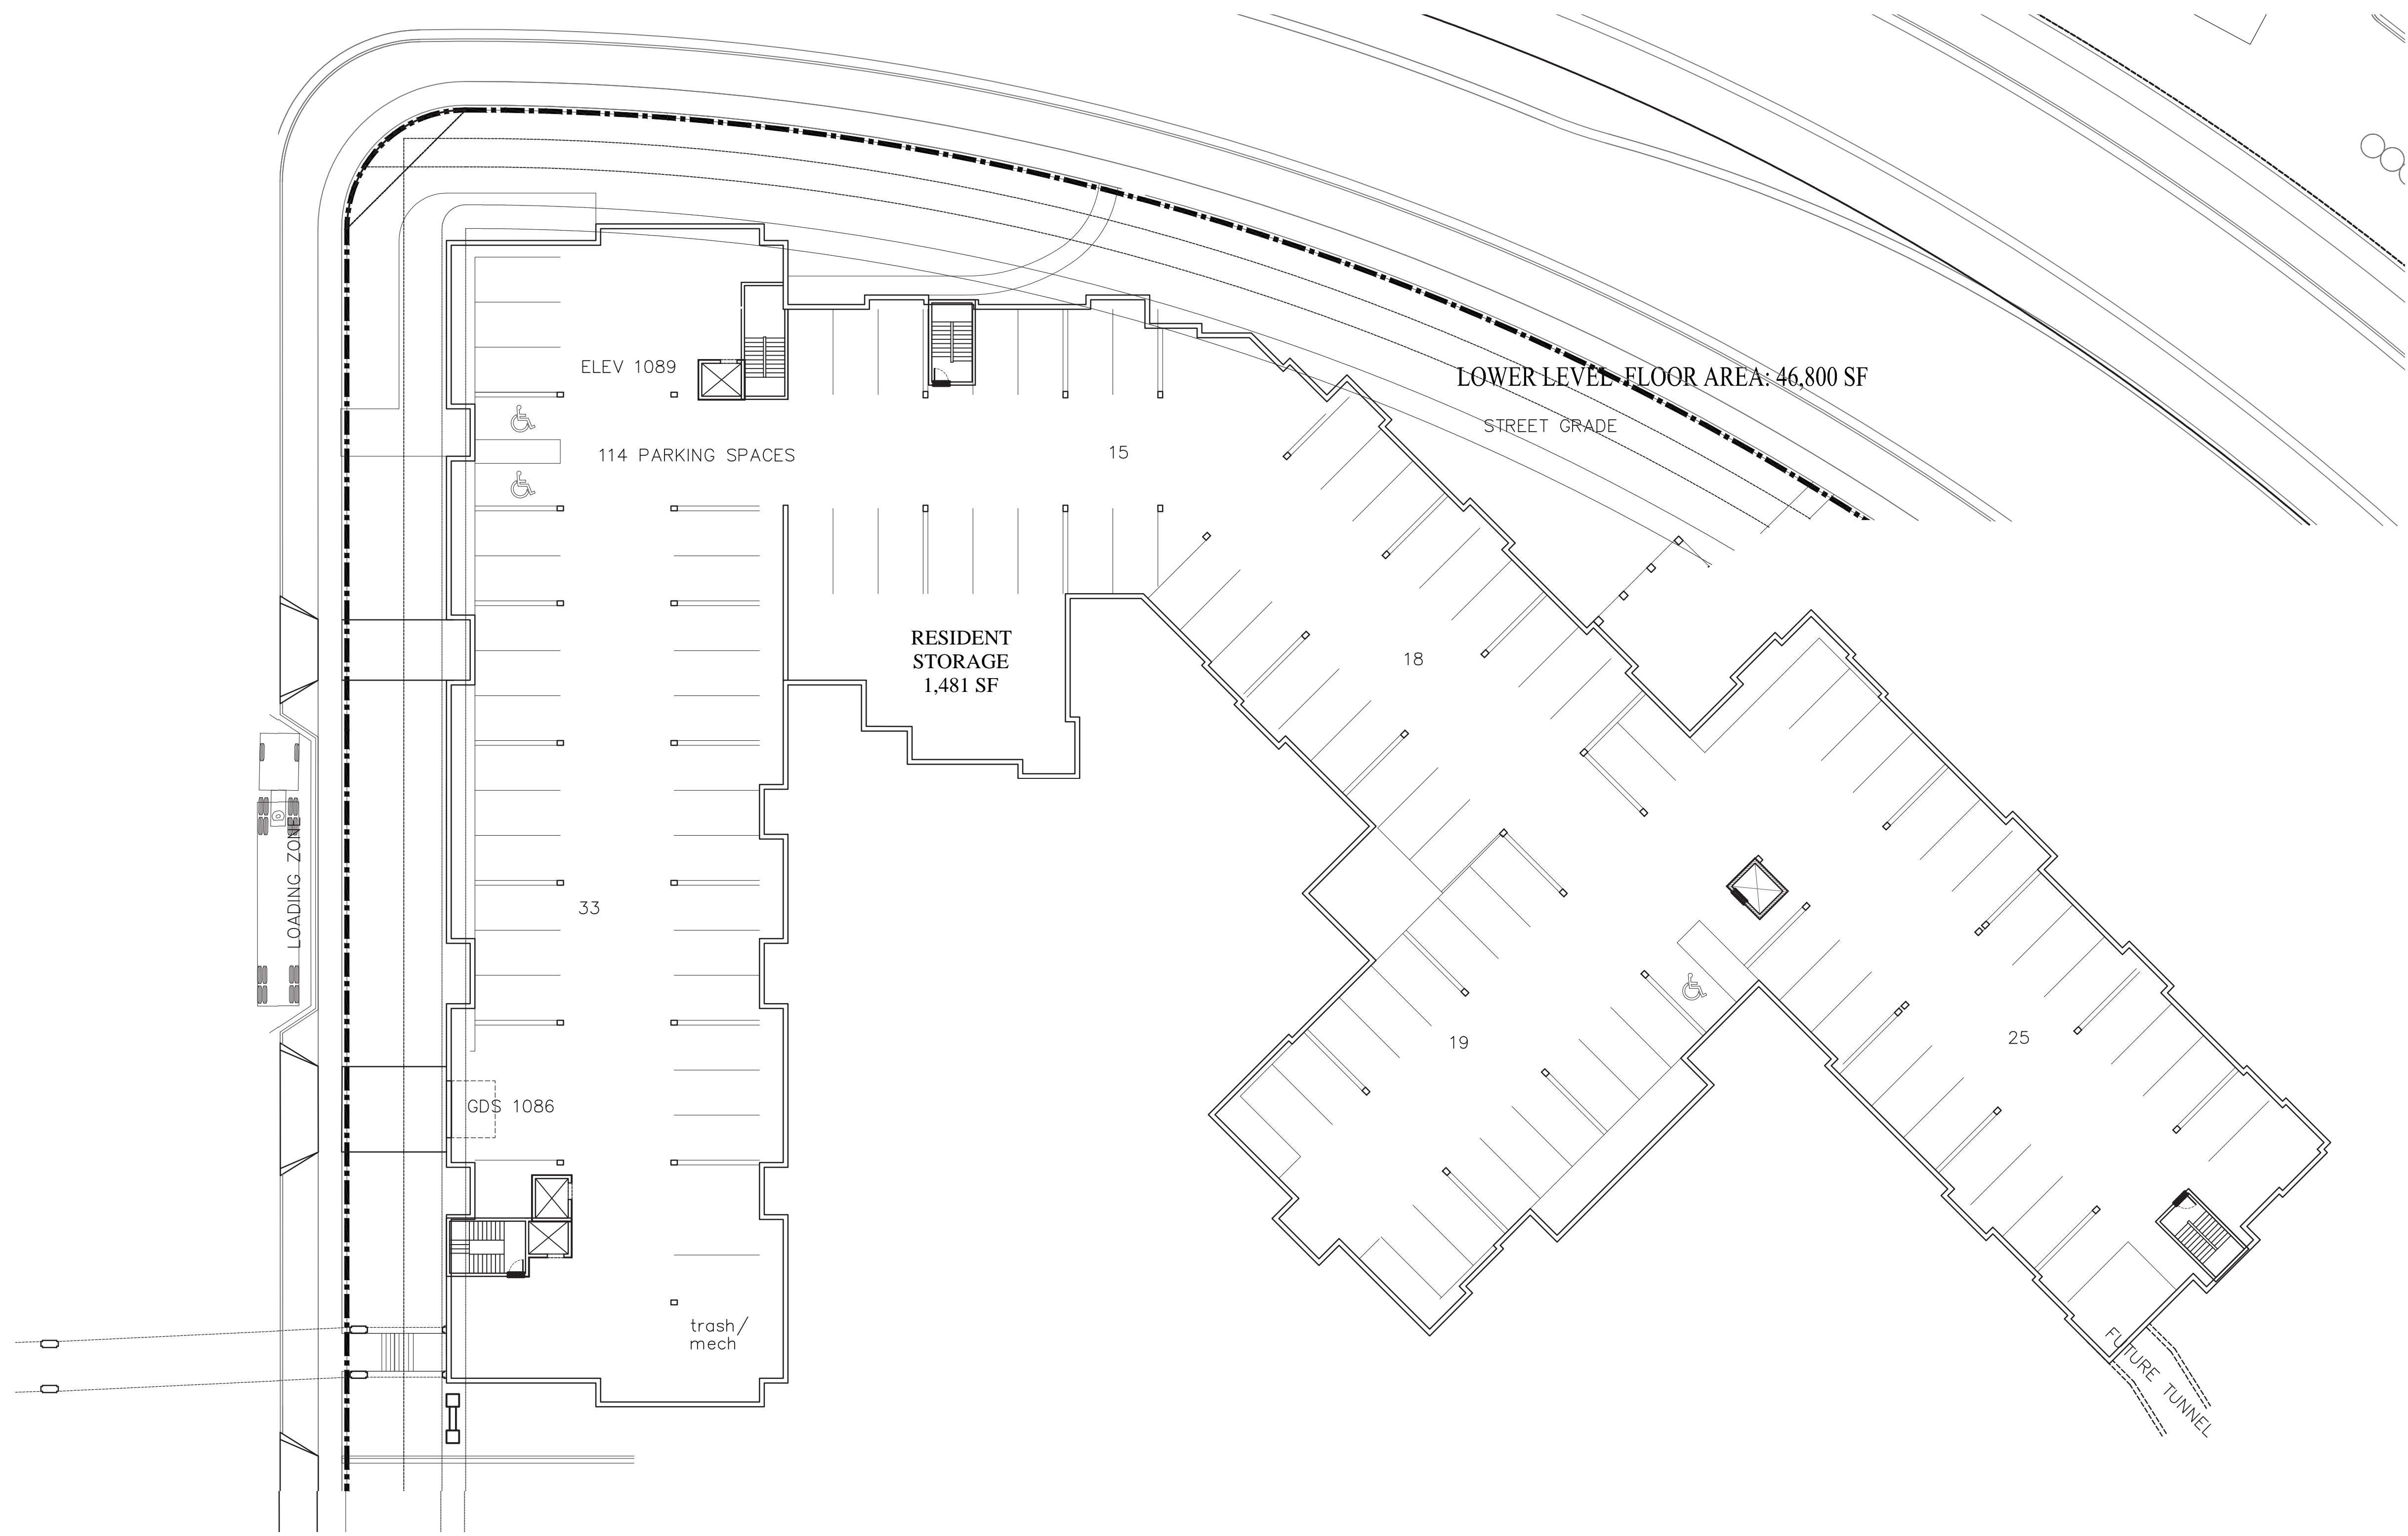 ELEV 1089
LOWER LEVEL FLOOR AREA: 46,800 SF
STREET GRADE
114 PARKING SPACES
15
RESIDENT
STORAGE
1,481 SF
18
LOADING ZONE
33
19
25
GDS 1086
trash/
mech
FUTURE TUNNEL